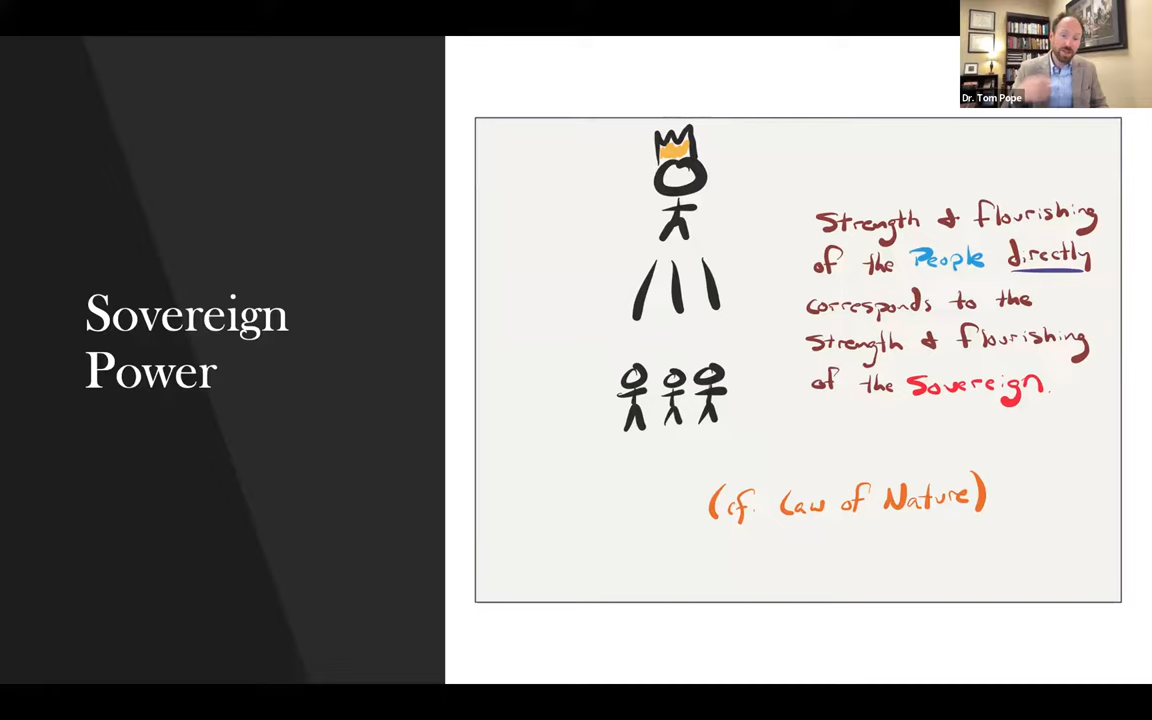 Dr. Tom Pope
Sovereign
Power
Strength & flourishing
of the People directly
corresponds to the
Strength & flourishing
of the Sovereign.
(cf. Law of Nature)